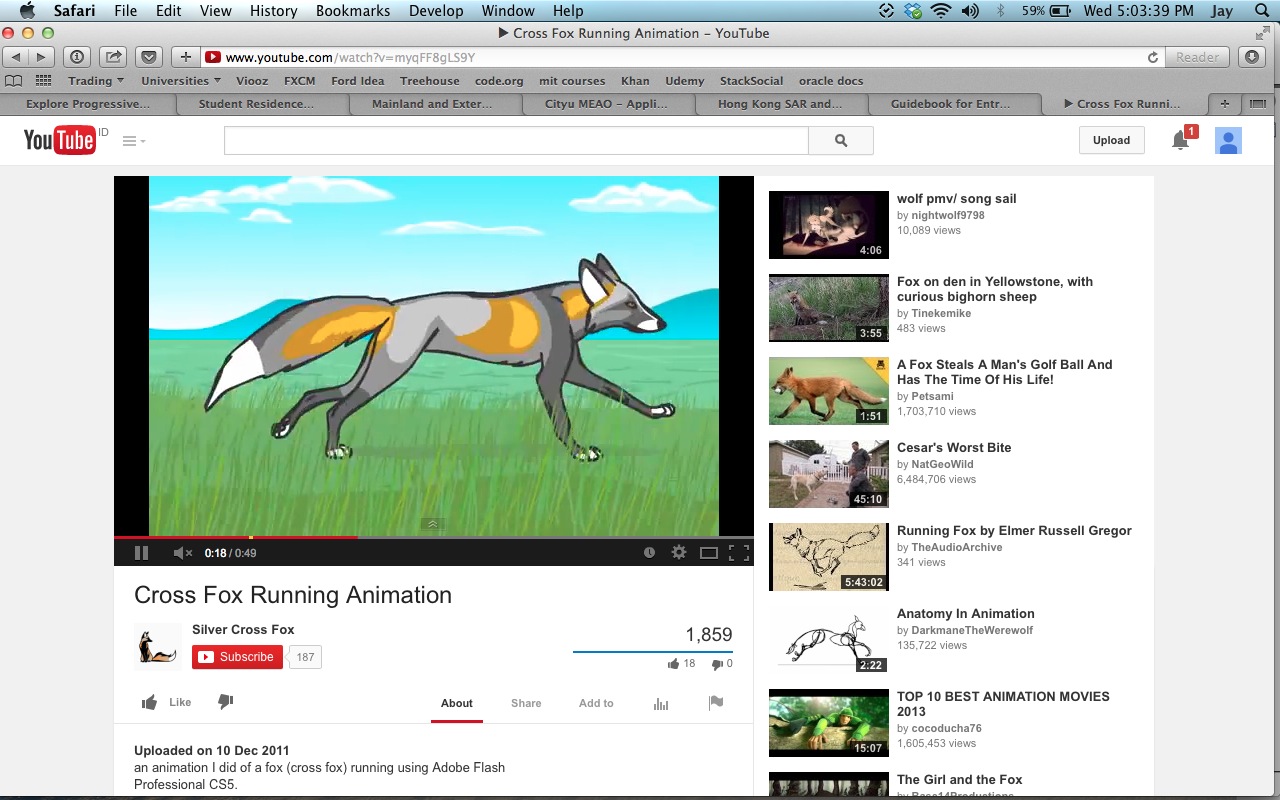 Safari File Edit View History Bookmarks Develop Window Help 59% Wed 5:03:39 PM Jay
▶ Cross Fox Running Animation – YouTube
www.youtube.com/watch?v=myqFF8gLS9Y Reader
Trading Universities Viooz FXCM Ford Idea Treehouse code.org mit courses Khan Udemy StackSocial oracle docs
Explore Progressive... Student Residence... Mainland and Exter... Cityu MEAO – Appli... Hong Kong SAR and... Guidebook for Entr... ▶ Cross Fox Runni...
YouTube ID
Upload
1
0:18 / 0:49
Cross Fox Running Animation
Silver Cross Fox
Subscribe 187
1,859
18 0
Like
About Share Add to
Uploaded on 10 Dec 2011
an animation I did of a fox (cross fox) running using Adobe Flash
Professional CS5.
4:06
wolf pmv/ song sail
by nightwolf9798
10,089 views
3:55
Fox on den in Yellowstone, with
curious bighorn sheep
by Tinekemike
483 views
1:51
A Fox Steals A Man's Golf Ball And
Has The Time Of His Life!
by Petsami
1,703,710 views
45:10
Cesar's Worst Bite
by NatGeoWild
6,484,706 views
5:43:02
Running Fox by Elmer Russell Gregor
by TheAudioArchive
341 views
2:22
Anatomy In Animation
by DarkmaneTheWerewolf
135,722 views
15:07
TOP 10 BEST ANIMATION MOVIES
2013
by cocoducha76
1,605,453 views
The Girl and the Fox
by Base14Productions